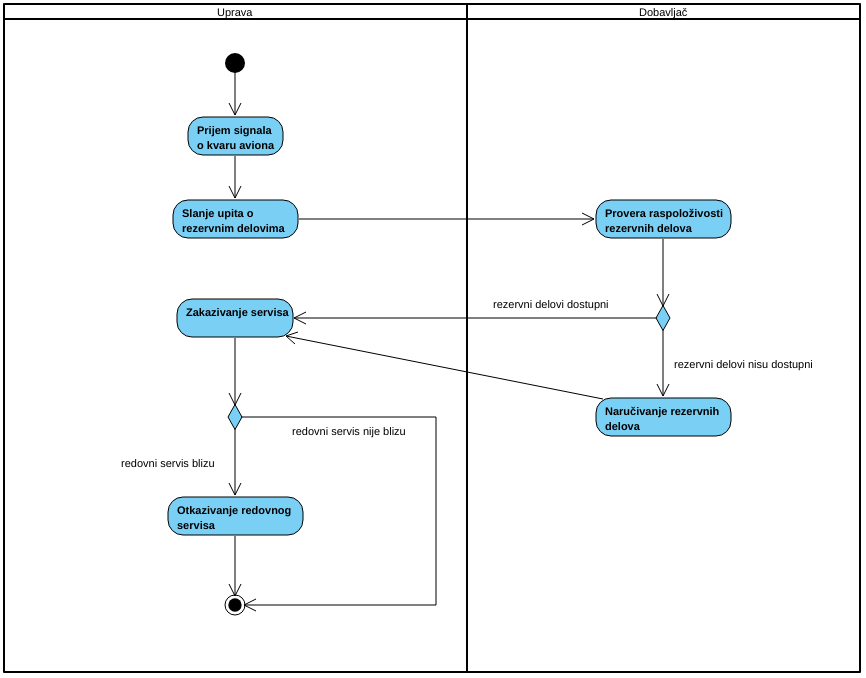 Uprava
Dobavljač
Prijem signala
o kvaru aviona
Slanje upita o
rezervnim delovima
Provera raspoloživosti
rezervnih delova
rezervni delovi dostupni
Zakazivanje servisa
rezervni delovi nisu dostupni
Naručivanje rezervnih
delova
redovni servis nije blizu
redovni servis blizu
Otkazivanje redovnog
servisa